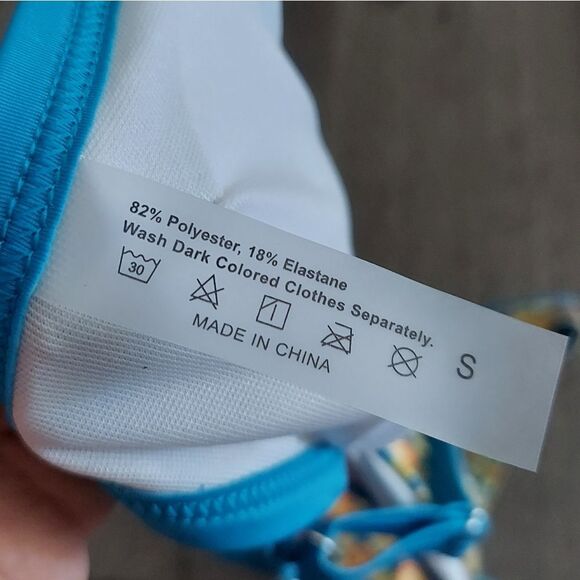 82% Polyester, 18% Elastane
Wash Dark Colored Clothes Separately.
30
MADE IN CHINA
S